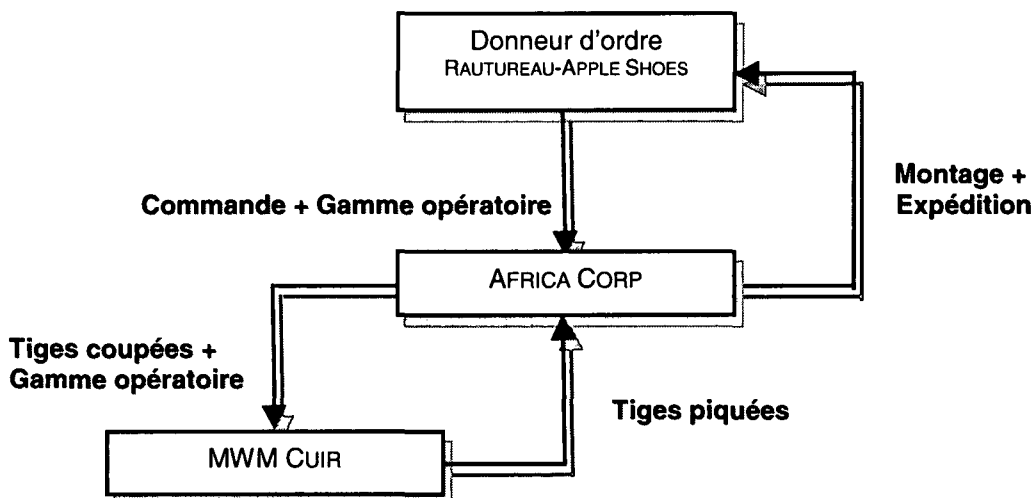 Donneur d'ordre
RAUTUREAU-APPLE SHOES
Montage +
Expédition
Commande + Gamme opératoire
AFRICA CORP
Tiges coupées +
Gamme opératoire
Tiges piquées
MWM CUIR